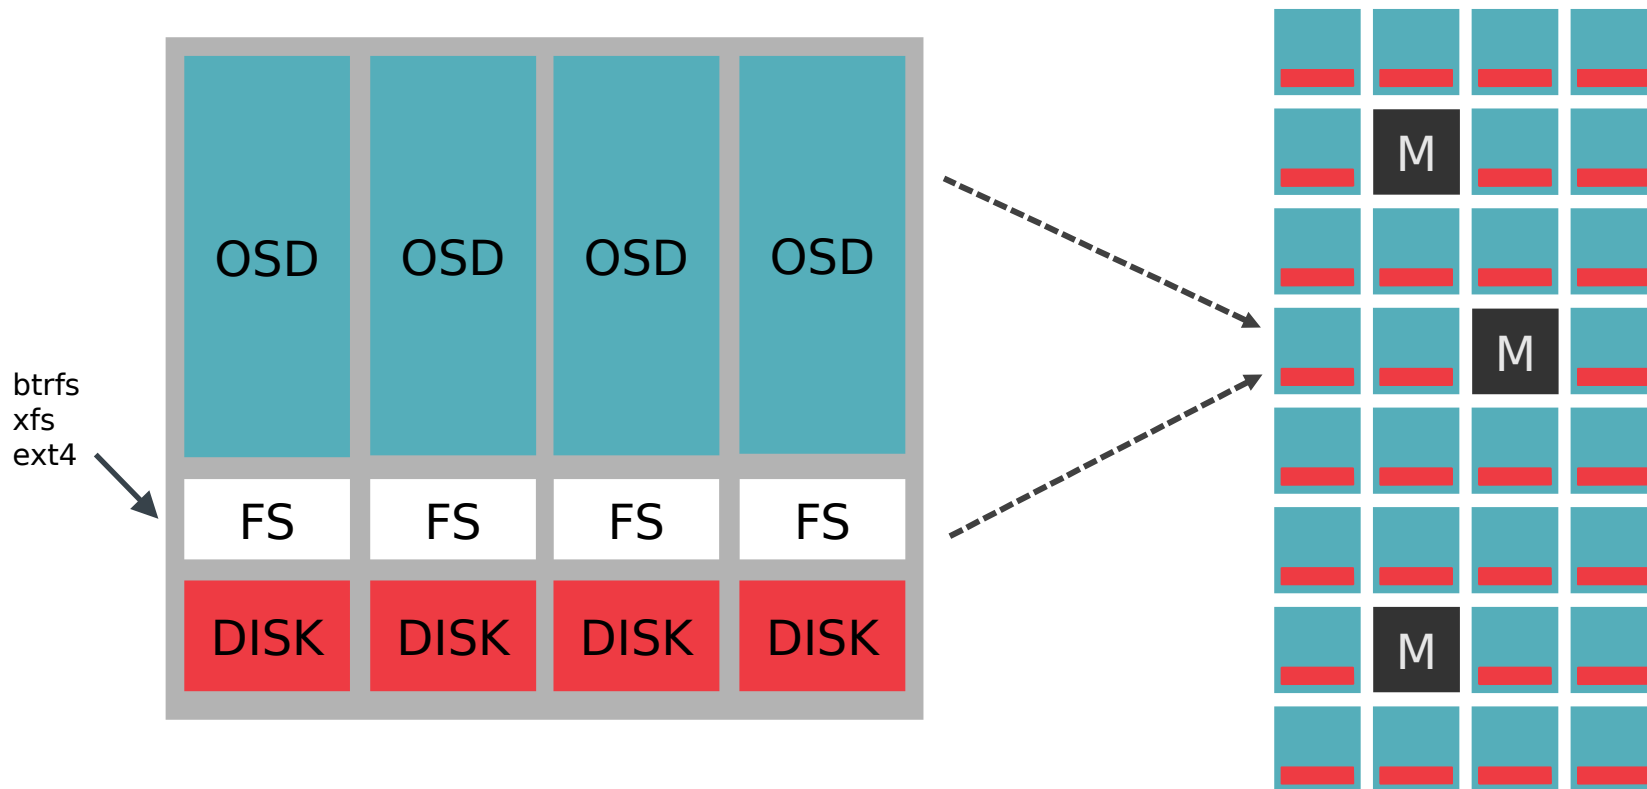 OSD OSD OSD OSD
btrfs
xfs
ext4
FS FS FS FS
DISK DISK DISK DISK
M
M
M